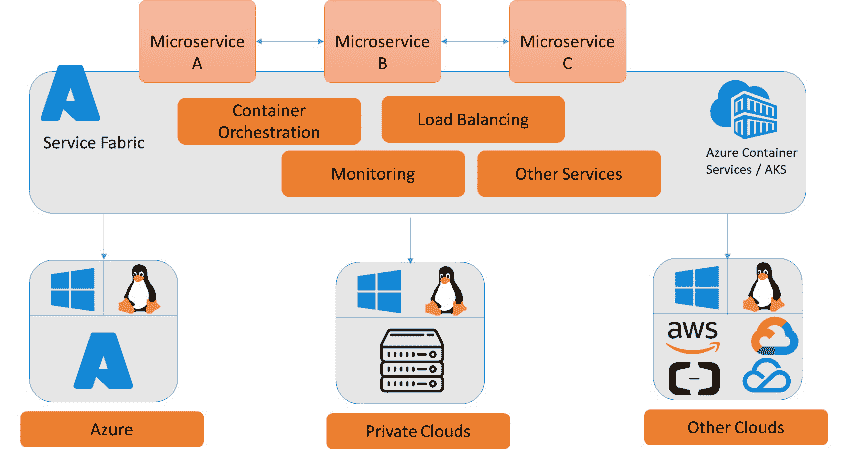 Microservice
A
Microservice
B
Microservice
C
Service Fabric
Container
Orchestration
Load Balancing
Monitoring
Other Services
Azure Container
Services / AKS
aws
Azure
Private Clouds
Other Clouds